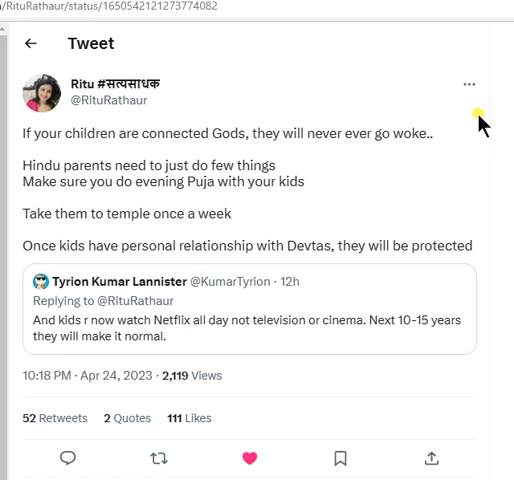 /RituRathaur/status/1650542121273774082
Tweet
Ritu #सत्यसाधक
@RituRathaur
If your children are connected Gods, they will never ever go woke..
Hindu parents need to just do few things
Make sure you do evening Puja with your kids
Take them to temple once a week
Once kids have personal relationship with Devtas, they will be protected
Tyrion Kumar Lannister @KumarTyrion · 12h
Replying to @RituRathaur
And kids r now watch Netflix all day not television or cinema. Next 10-15 years
they will make it normal.
10:18 PM · Apr 24, 2023 · 2,119 Views
52 Retweets 2 Quotes 111 Likes